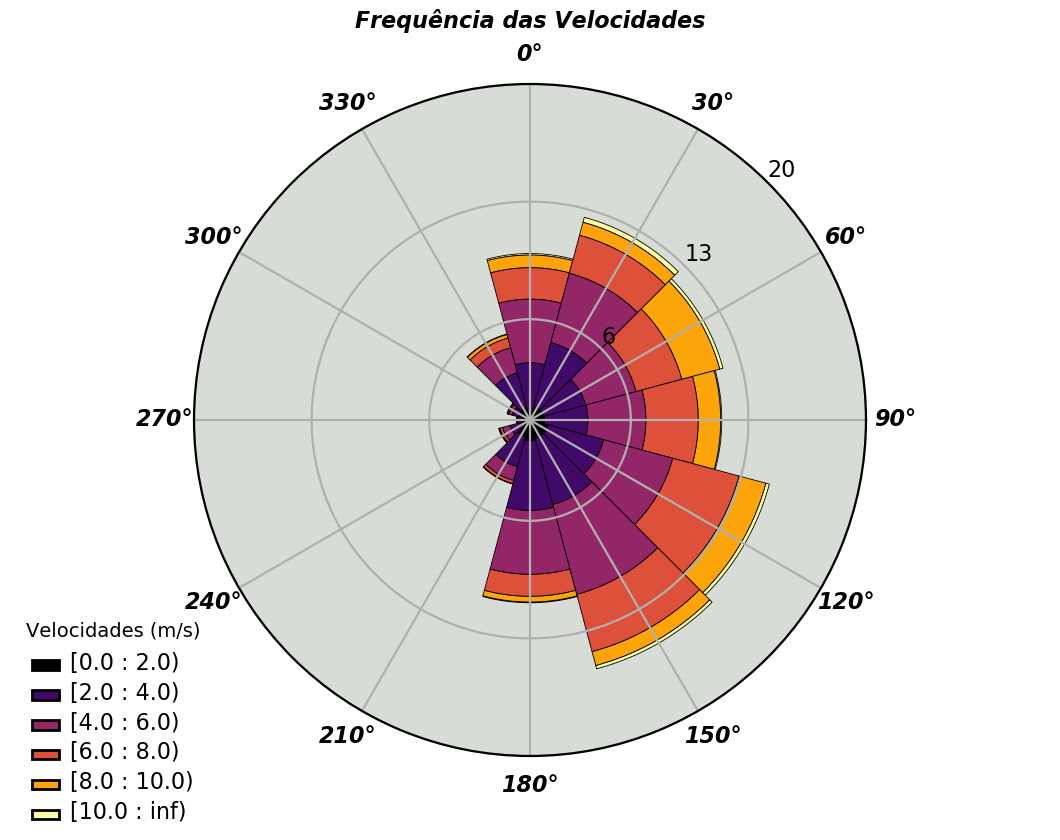 Frequência das Velocidades
0°
330°
30°
20
300°
60°
13
6
270°
90°
240°
120°
210°
150°
180°
Velocidades (m/s)
[0.0 : 2.0)
[2.0 : 4.0)
[4.0 : 6.0)
[6.0 : 8.0)
[8.0 : 10.0)
[10.0 : inf)